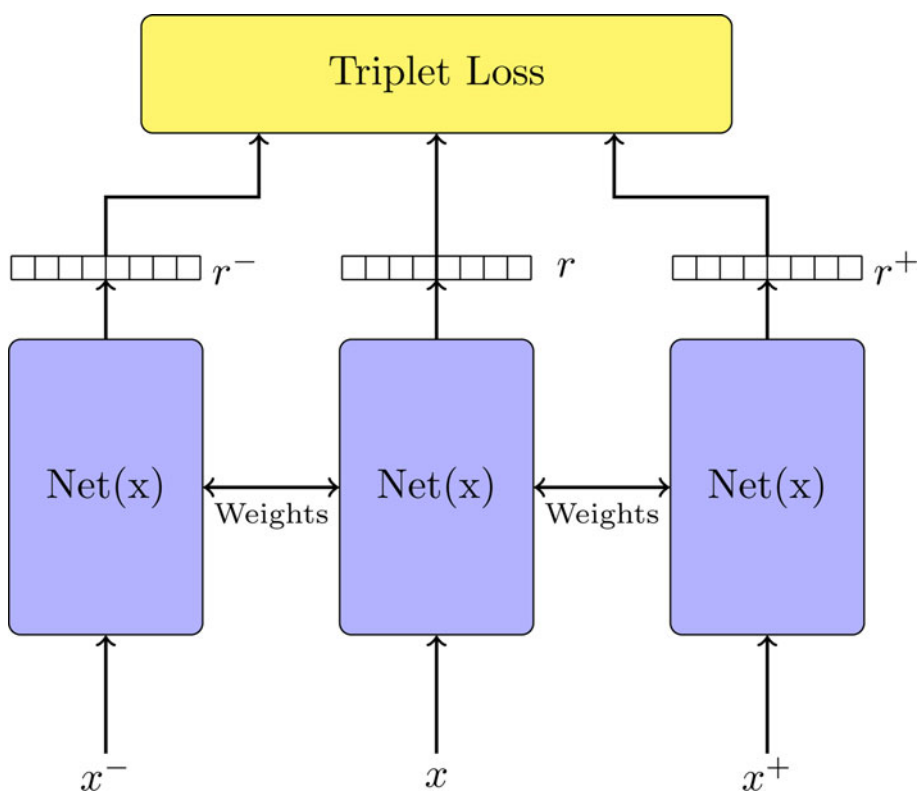 Triplet Loss
r⁻ r r⁺
Net(x) Net(x) Net(x)
Weights Weights
x⁻ x x⁺